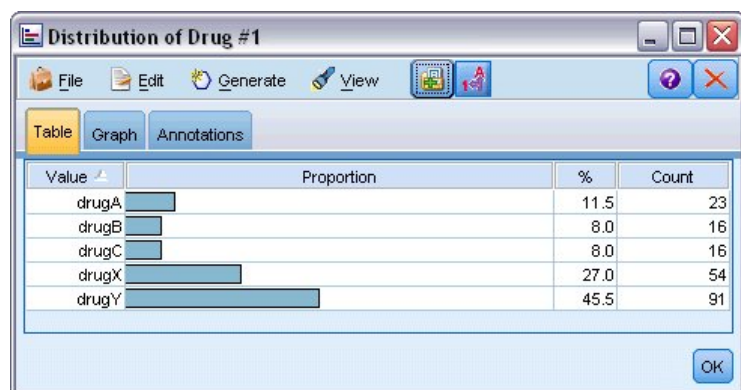 Distribution of Drug #1
File Edit Generate View
Table Graph Annotations
Value Proportion % Count
drugA 11.5 23
drugB 8.0 16
drugC 8.0 16
drugX 27.0 54
drugY 45.5 91
OK